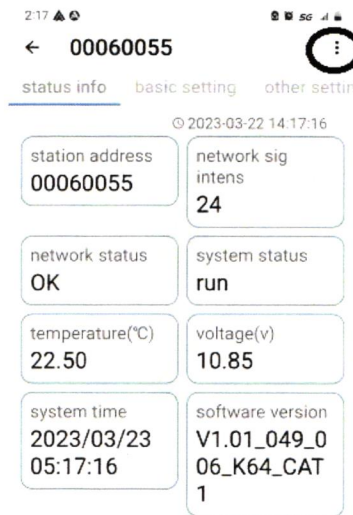 2:17
5G
← 00060055
status info basic setting other settin
2023-03-22 14:17:16
station address
00060055
network sig
intens
24
network status
OK
system status
run
temperature(℃)
22.50
voltage(v)
10.85
system time
2023/03/23
05:17:16
software version
V1.01_049_0
06_K64_CAT
1